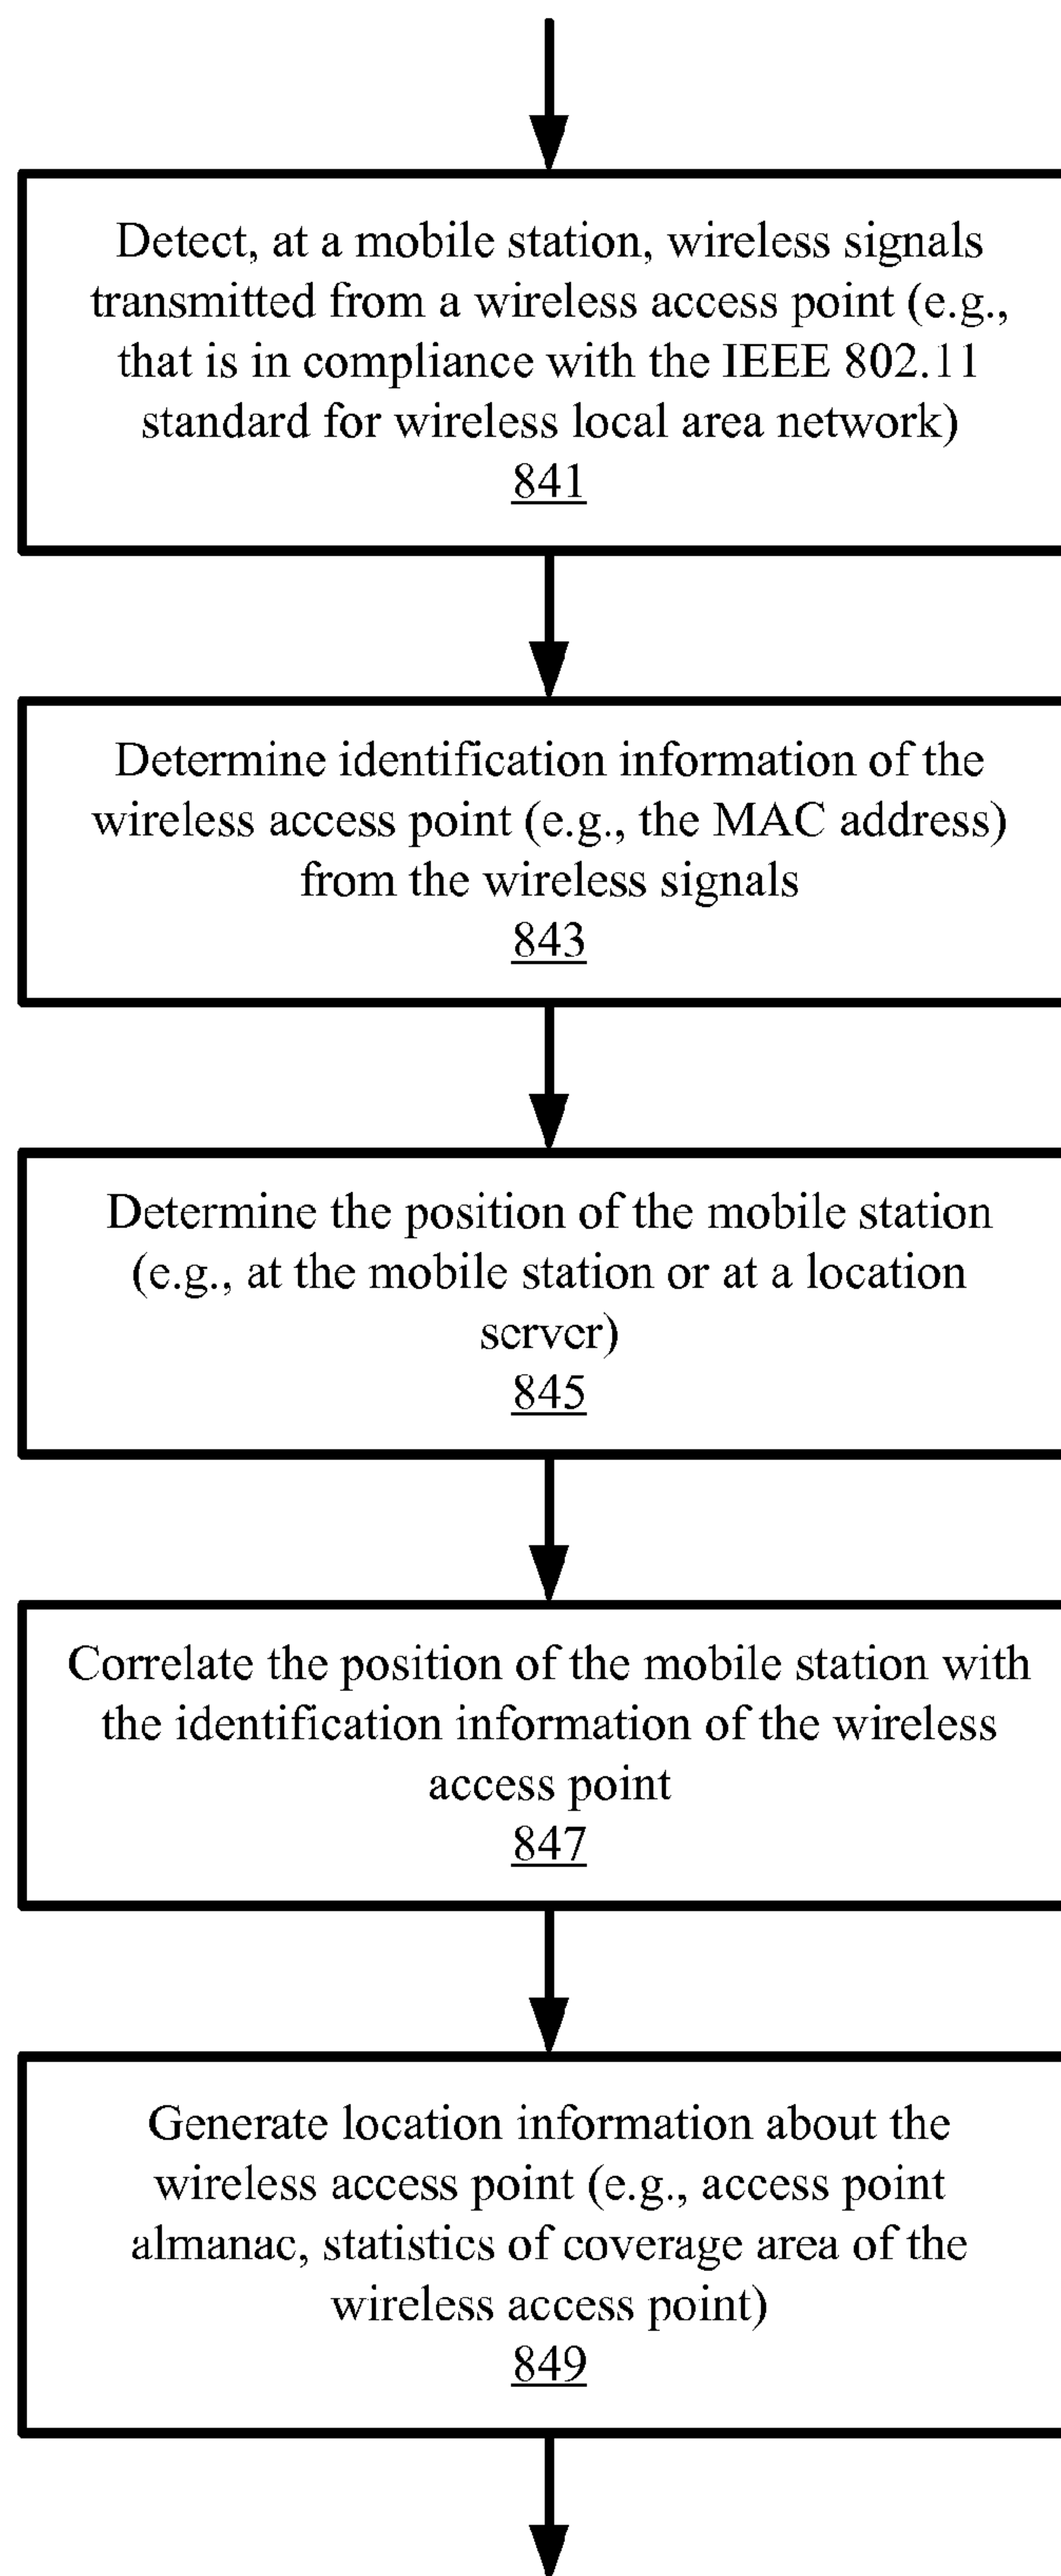 Detect, at a mobile station, wireless signals
transmitted from a wireless access point (e.g.,
that is in compliance with the IEEE 802.11
standard for wireless local area network)
841
Determine identification information of the
wireless access point (e.g., the MAC address)
from the wireless signals
843
Determine the position of the mobile station
(e.g., at the mobile station or at a location
server)
845
Correlate the position of the mobile station with
the identification information of the wireless
access point
847
Generate location information about the
wireless access point (e.g., access point
almanac, statistics of coverage area of the
wireless access point)
849